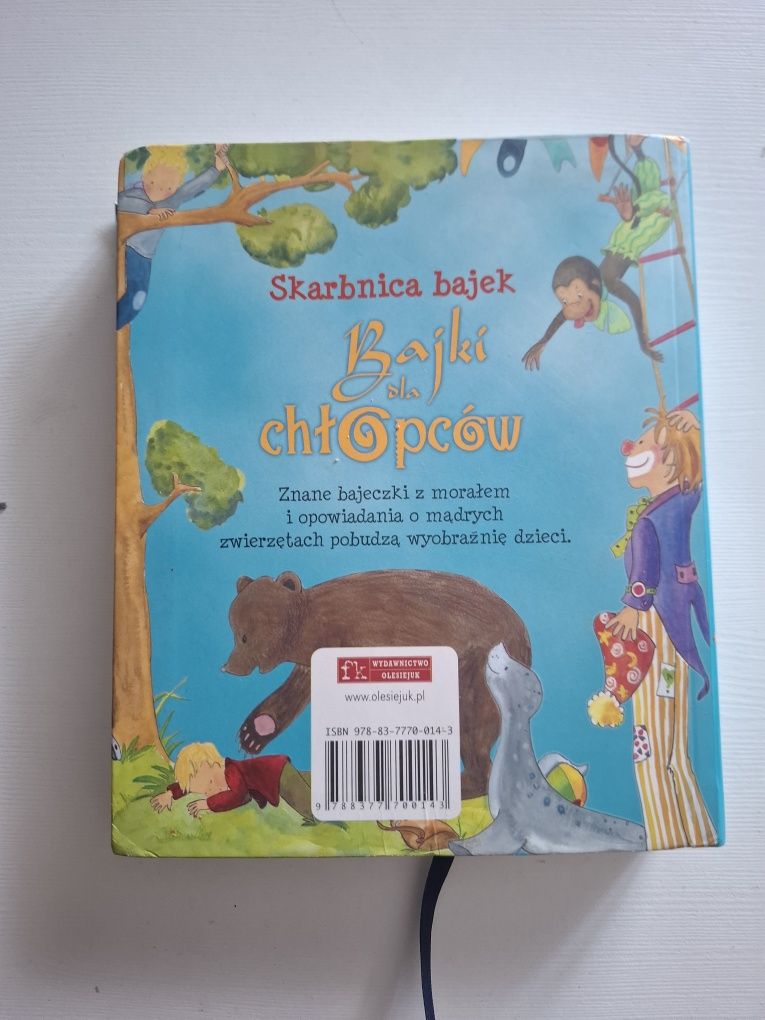 Skarbnica bajek
Bajki
dla
chłopców
Znane bajeczki z morałem
i opowiadania o mądrych
zwierzętach pobudzą wyobraźnię dzieci.
fk WYDAWNICTWO
OLESIEJUK
www.olesiejuk.pl
ISBN 978-83-7770-014-3
9 788377 700143